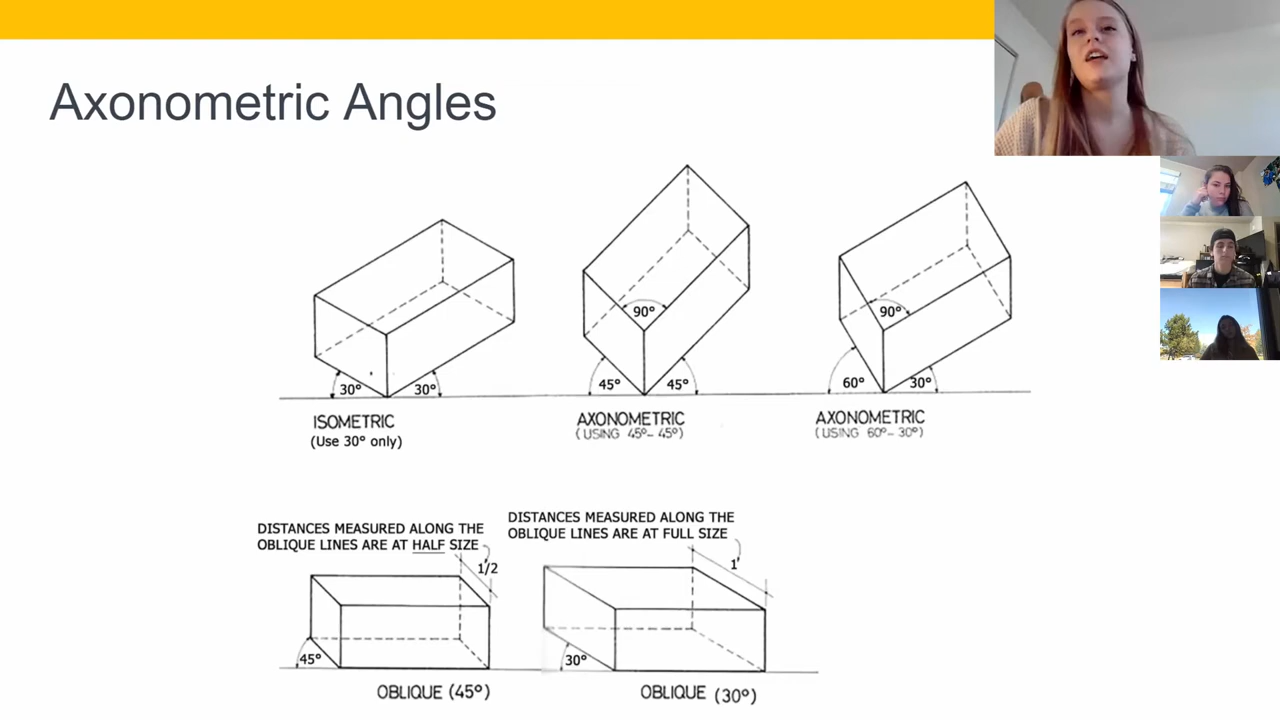 Axonometric Angles
90°
90°
30°
30°
45°
45°
60°
30°
ISOMETRIC
(Use 30° only)
AXONOMETRIC
(USING 45°-45°)
AXONOMETRIC
(USING 60°-30°)
DISTANCES MEASURED ALONG THE
OBLIQUE LINES ARE AT HALF SIZE
1/2
DISTANCES MEASURED ALONG THE
OBLIQUE LINES ARE AT FULL SIZE
1
45°
30°
OBLIQUE (45°)
OBLIQUE (30°)